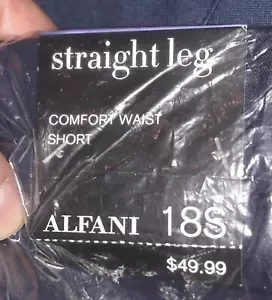 straight leg
COMFORT WAIST
SHORT
ALFANI 18S
$49.99